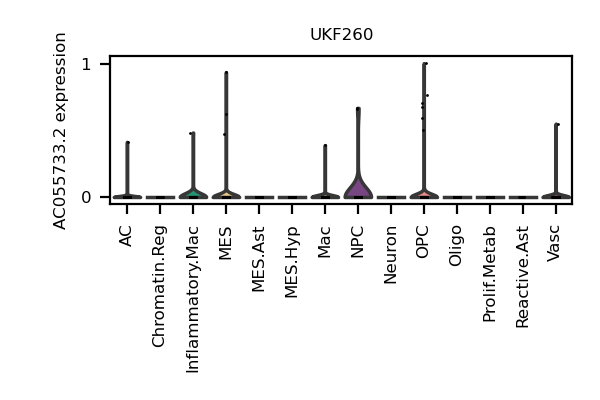 UKF260
AC055733.2 expression
1
0
AC
Chromatin.Reg
Inflammatory.Mac
MES
MES.Ast
MES.Hyp
Mac
NPC
Neuron
OPC
Oligo
Prolif.Metab
Reactive.Ast
Vasc